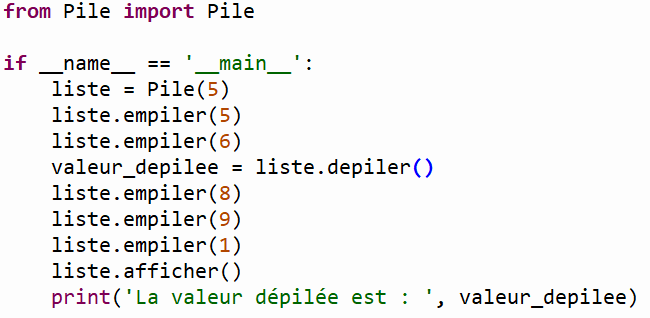 from Pile import Pile
if __name__ == '__main__':
liste = Pile(5)
liste.empiler(5)
liste.empiler(6)
valeur_depilee = liste.depiler()
liste.empiler(8)
liste.empiler(9)
liste.empiler(1)
liste.afficher()
print('La valeur dépilée est : ', valeur_depilee)